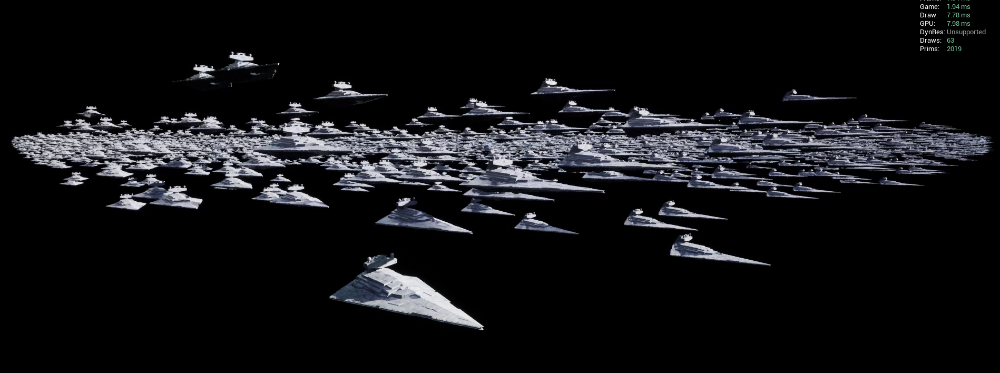 Game: 1.94 ms
Draw: 7.78 ms
GPU: 7.98 ms
DynRes: Unsupported
Draws: 63
Prims: 2019